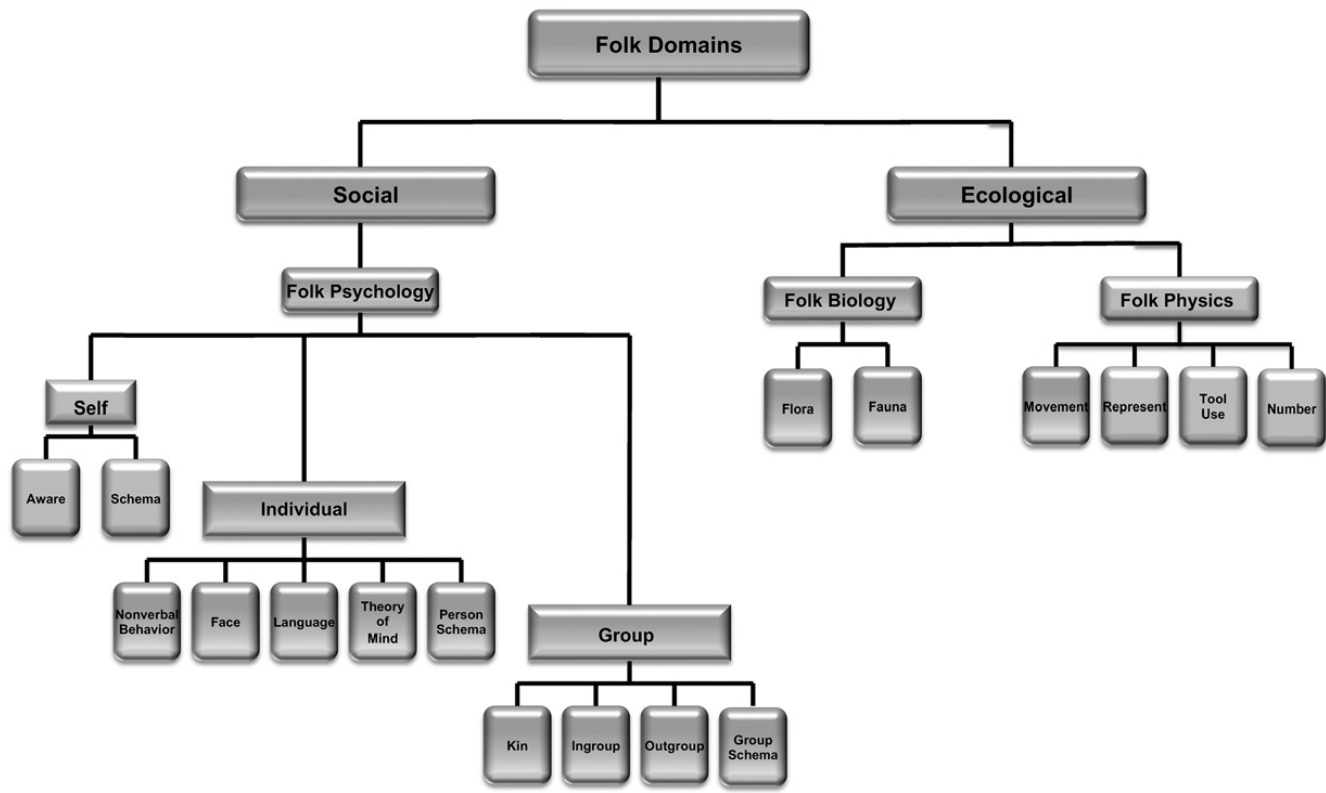 Folk Domains
Social
Ecological
Folk Psychology
Folk Biology
Folk Physics
Self
Flora
Fauna
Movement
Represent
Tool
Use
Number
Aware
Schema
Individual
Nonverbal
Behavior
Face
Language
Theory
of
Mind
Person
Schema
Group
Kin
Ingroup
Outgroup
Group
Schema